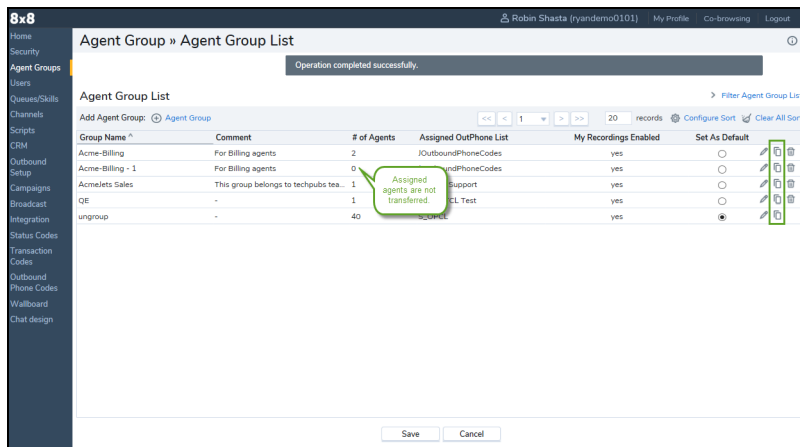 8x8
Robin Shasta (ryandemo0101) My Profile Co-browsing Logout
Home
Security
Agent Groups
Users
Queues/Skills
Channels
Scripts
CRM
Outbound
Setup
Campaigns
Broadcast
Integration
Status Codes
Transaction
Codes
Outbound
Phone Codes
Wallboard
Chat design
Agent Group » Agent Group List
Operation completed successfully.
Agent Group List
> Filter Agent Group List
Add Agent Group: Agent Group << < 1 > >> 20 records Configure Sort Clear All Sor
Group Name ^ Comment # of Agents Assigned OutPhone List My Recordings Enabled Set As Default
Acme-Billing For Billing agents 2 JOutboundPhoneCodes yes
Acme-Billing - 1 For Billing agents 0 undPhoneCodes yes
AcmeJets Sales This group belongs to techpubs tea... 1 Support yes
QE - 1 CL Test yes
ungroup - 40 S_OPCL yes
Assigned
agents are not
transferred.
Save Cancel